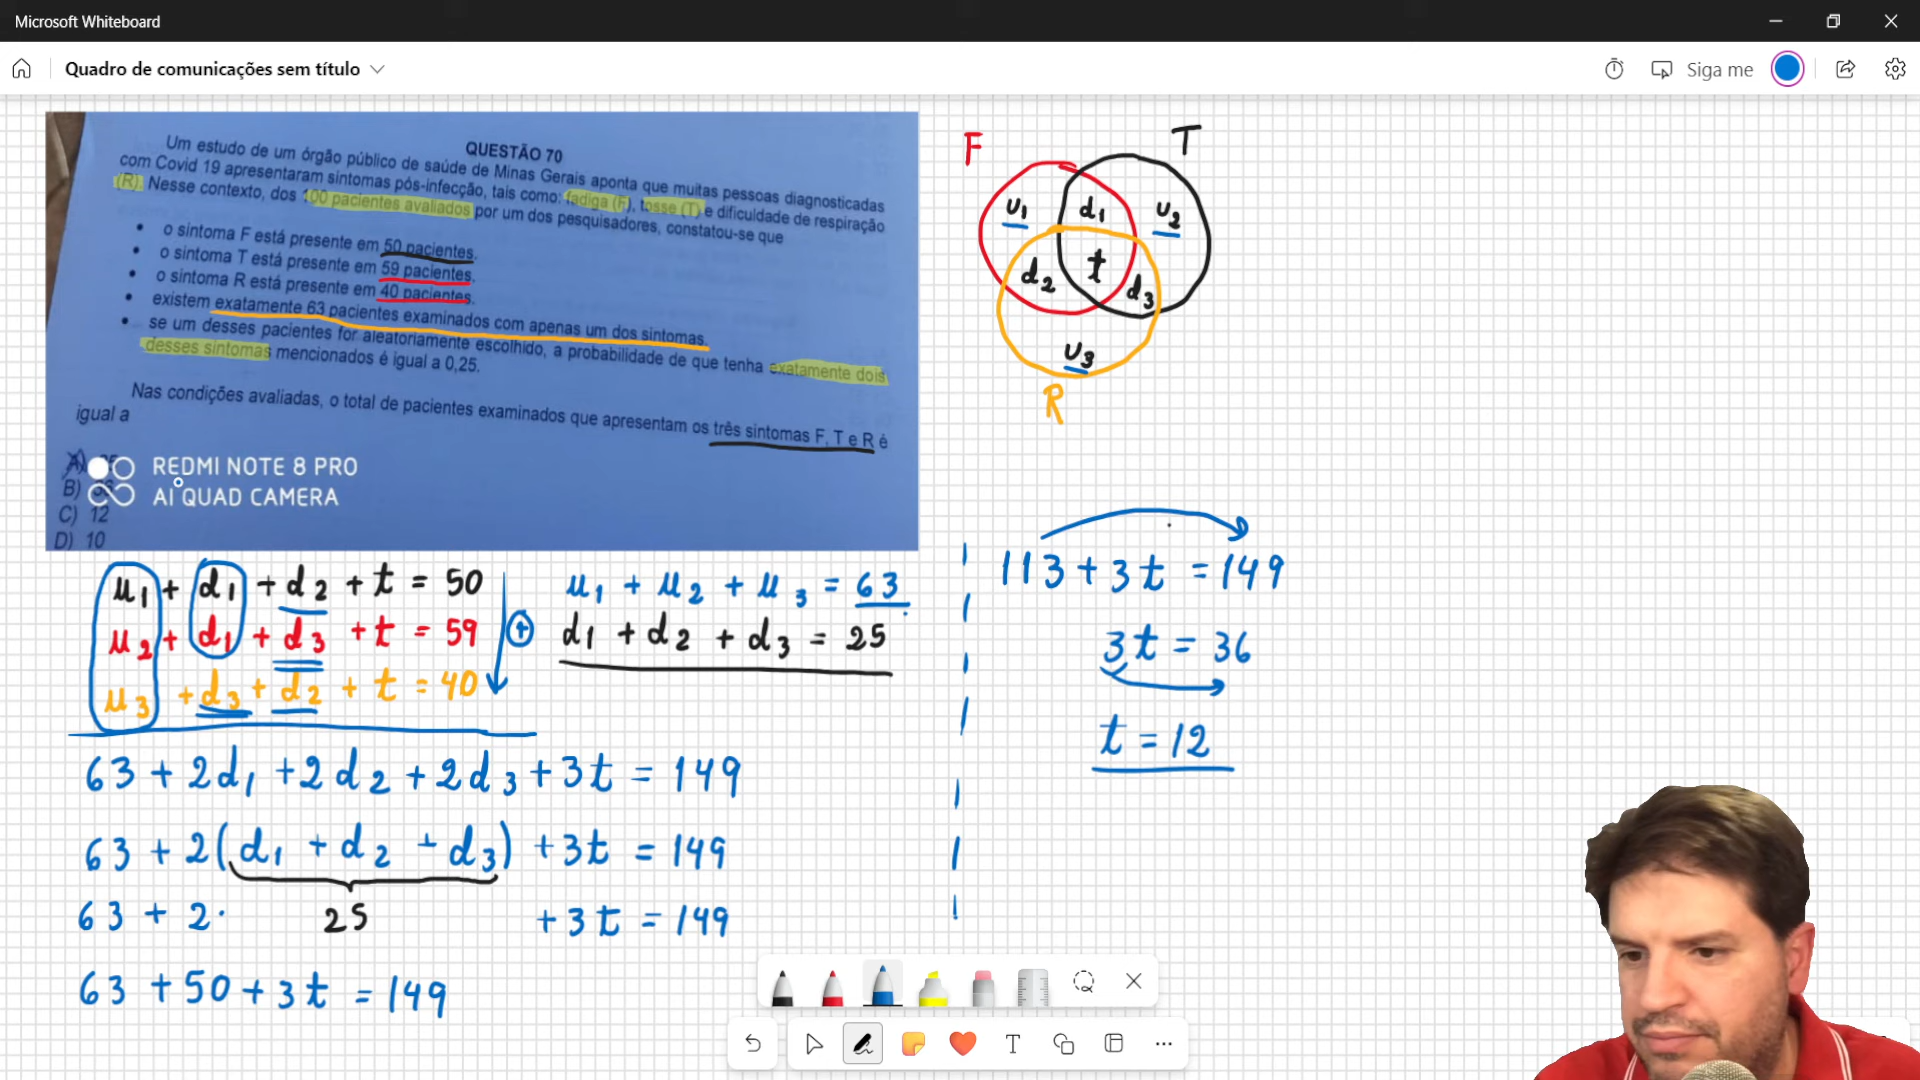 Microsoft Whiteboard
Quadro de comunicações sem título
Siga me
QUESTÃO 70
Um estudo de um órgão público de saúde de Minas Gerais aponta que muitas pessoas diagnosticadas
com Covid 19 apresentaram sintomas pós-infecção, tais como: fadiga (F), tosse (T) e dificuldade de respiração
(R). Nesse contexto, dos 100 pacientes avaliados por um dos pesquisadores, constatou-se que
• o sintoma F está presente em 50 pacientes.
• o sintoma T está presente em 59 pacientes.
• o sintoma R está presente em 40 pacientes.
• existem exatamente 63 pacientes examinados com apenas um dos sintomas.
• se um desses pacientes for aleatoriamente escolhido, a probabilidade de que tenha exatamente dois
desses sintomas mencionados é igual a 0,25.
Nas condições avaliadas, o total de pacientes examinados que apresentam os três sintomas F, T e R é
igual a
A)
B)
C) 12
D) 10
REDMI NOTE 8 PRO
AI QUAD CAMERA
F
T
u1 d1 u2
d2 t d3
u3
R
u1 + d1 + d2 + t = 50
u2 + d1 + d3 + t = 59
u3 + d3 + d2 + t = 40
+
u1 + u2 + u3 = 63
d1 + d2 + d3 = 25
63 + 2d1 + 2d2 + 2d3 + 3t = 149
63 + 2(d1 + d2 + d3) + 3t = 149
63 + 2· 25 + 3t = 149
63 + 50 + 3t = 149
113 + 3t = 149
3t = 36
t = 12
T